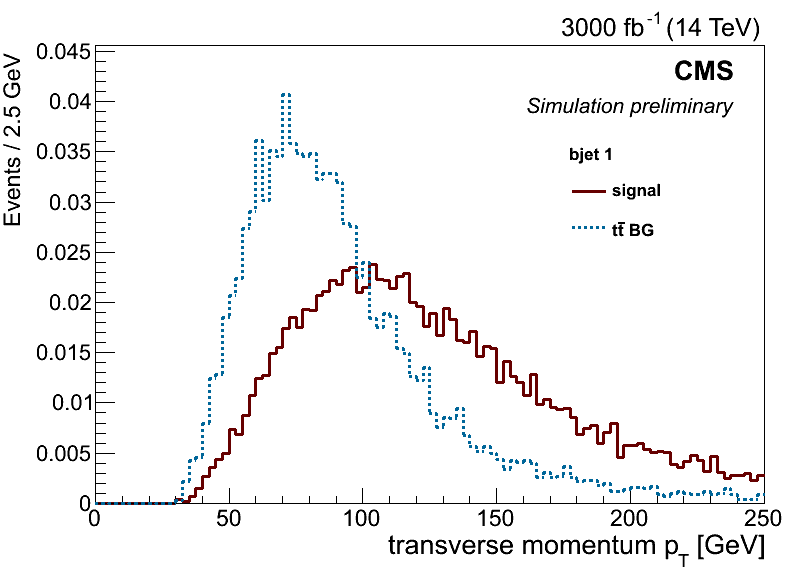 3000 fb⁻¹ (14 TeV)
CMS
Simulation preliminary
bjet 1
signal
tt̄ BG
Events / 2.5 GeV
0.045
0.04
0.035
0.03
0.025
0.02
0.015
0.01
0.005
0
0 50 100 150 200 250
transverse momentum p_T [GeV]